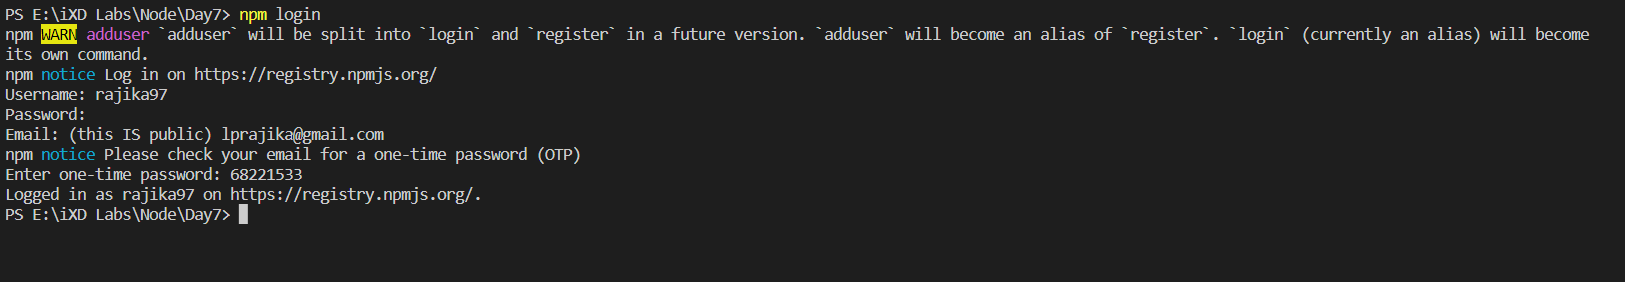 PS E:\iXD Labs\Node\Day7> npm login
npm WARN adduser `adduser` will be split into `login` and `register` in a future version. `adduser` will become an alias of `register`. `login` (currently an alias) will become
its own command.
npm notice Log in on https://registry.npmjs.org/
Username: rajika97
Password:
Email: (this IS public) lprajika@gmail.com
npm notice Please check your email for a one-time password (OTP)
Enter one-time password: 68221533
Logged in as rajika97 on https://registry.npmjs.org/.
PS E:\iXD Labs\Node\Day7>